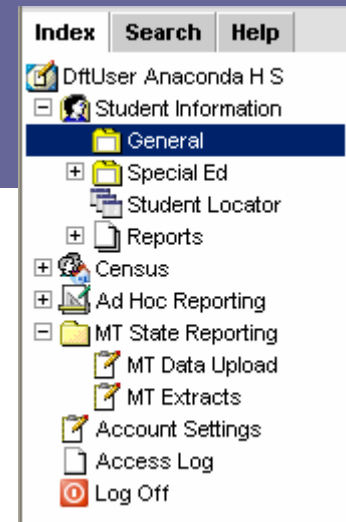 Index Search Help
DftUser Anaconda H S
Student Information
General
Special Ed
Student Locator
Reports
Census
Ad Hoc Reporting
MT State Reporting
MT Data Upload
MT Extracts
Account Settings
Access Log
Log Off